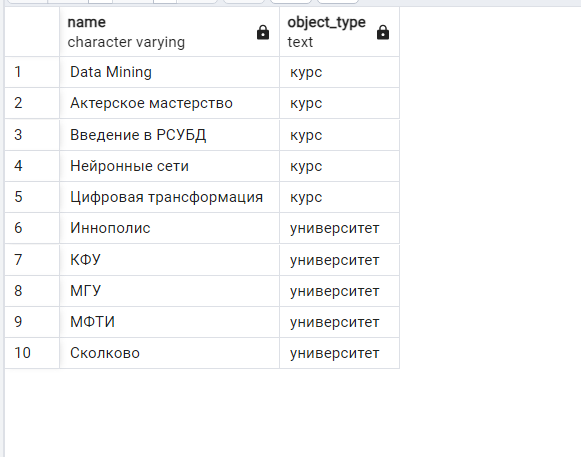 name object_type
character varying text
1 Data Mining курс
2 Актерское мастерство курс
3 Введение в РСУБД курс
4 Нейронные сети курс
5 Цифровая трансформация курс
6 Иннополис университет
7 КФУ университет
8 МГУ университет
9 МФТИ университет
10 Сколково университет